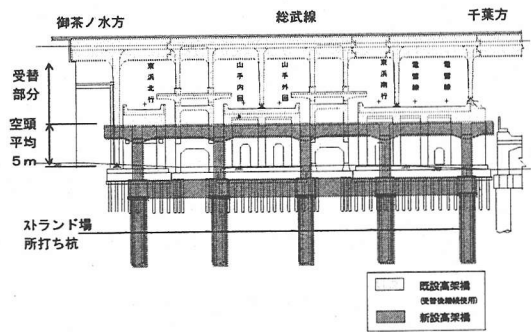 御茶ノ水方
総武線
千葉方
受替
部分
東浜北行
山手内回
山手外回
東浜南行
電留線
電留線
空頭
平均
5m
ストランド場
所打ち杭
既設高架橋
(受替後継続使用)
新設高架橋